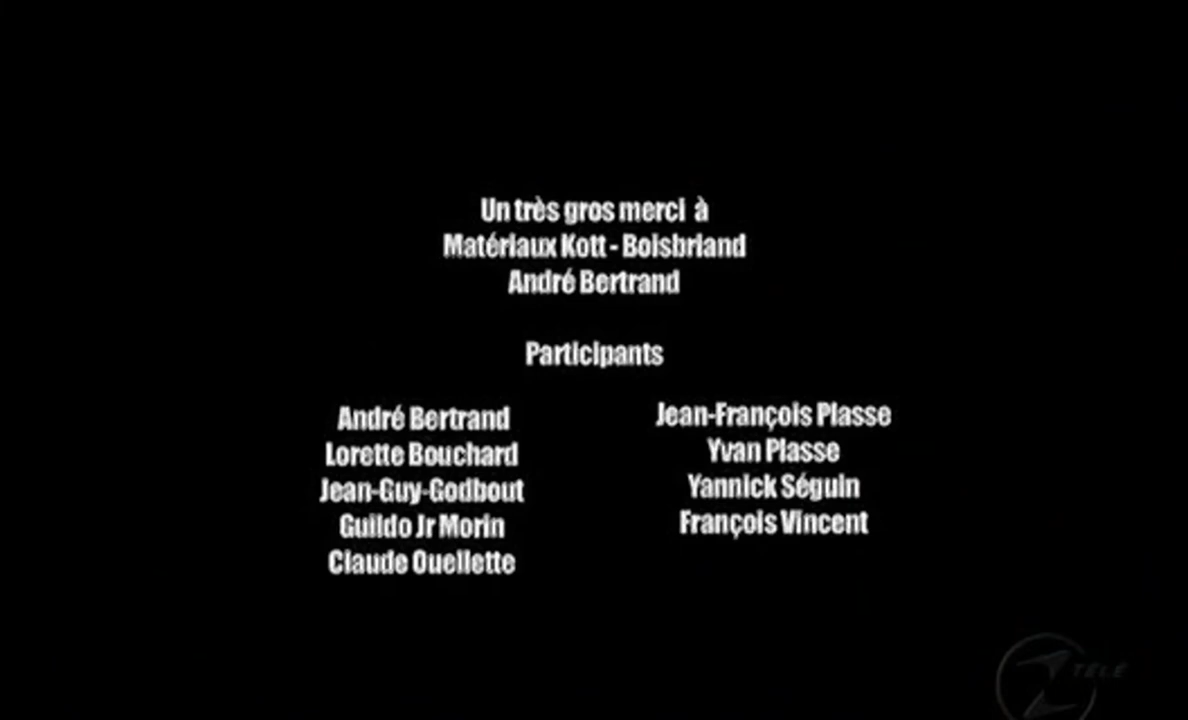 Un très gros merci à
Matériaux Kott - Boisbriand
André Bertrand
Participants
André Bertrand
Lorette Bouchard
Jean-Guy-Godbout
Guildo Jr Morin
Claude Ouellette
Jean-François Plasse
Yvan Plasse
Yannick Séguin
François Vincent
TÉLÉ